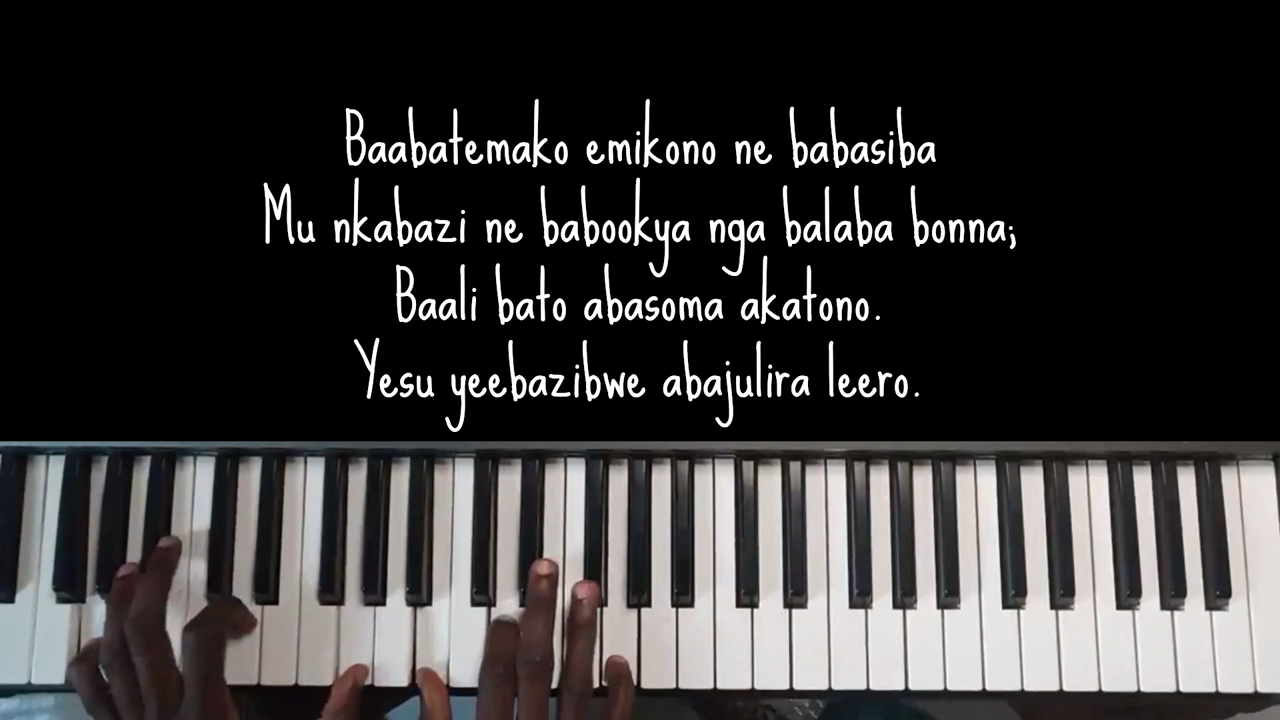 Baabatemako emikono ne babasiba
Mu nkabazi ne babookya nga balaba bonna;
Baali bato abasoma akatono.
Yesu yeebazibwe abajulira leero.